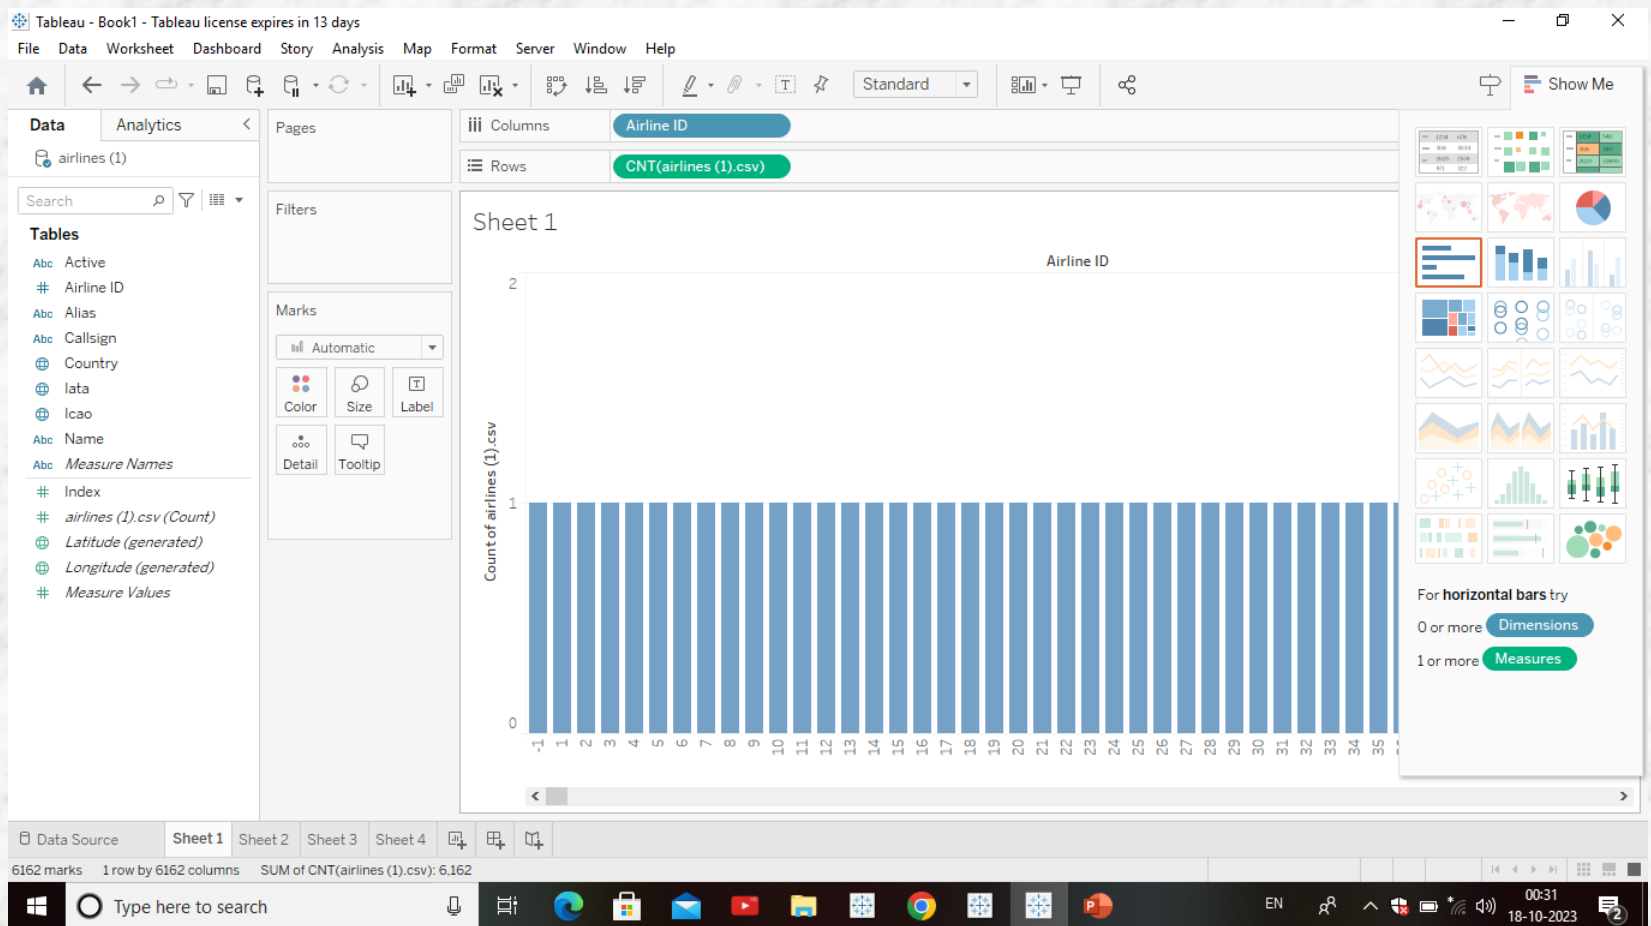 Tableau - Book1 - Tableau license expires in 13 days
File Data Worksheet Dashboard Story Analysis Map Format Server Window Help
Standard
Show Me
Data Analytics
airlines (1)
Search
Tables
Abc Active
# Airline ID
Abc Alias
Abc Callsign
Country
Iata
Icao
Abc Name
Abc Measure Names
# Index
# airlines (1).csv (Count)
Latitude (generated)
Longitude (generated)
# Measure Values
Pages
Filters
Marks
Automatic
Color Size Label
Detail Tooltip
Columns Airline ID
Rows CNT(airlines (1).csv)
Sheet 1
Airline ID
Count of airlines (1).csv
2
1
0
-1 1 2 3 4 5 6 7 8 9 10 11 12 13 14 15 16 17 18 19 20 21 22 23 24 25 26 27 28 29 30 31 32 33 34 35
For horizontal bars try
0 or more Dimensions
1 or more Measures
Data Source Sheet 1 Sheet 2 Sheet 3 Sheet 4
6162 marks 1 row by 6162 columns SUM of CNT(airlines (1).csv): 6,162
Type here to search
EN
00:31
18-10-2023
2